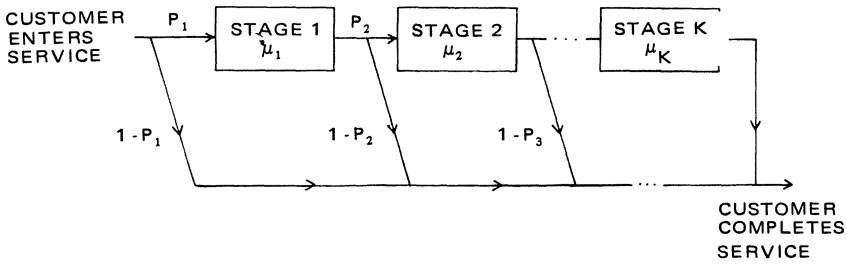 CUSTOMER
ENTERS
SERVICE
P₁
STAGE 1
μ₁
P₂
STAGE 2
μ₂
...
STAGE K
μK
1-P₁
1-P₂
1-P₃
...
CUSTOMER
COMPLETES
SERVICE